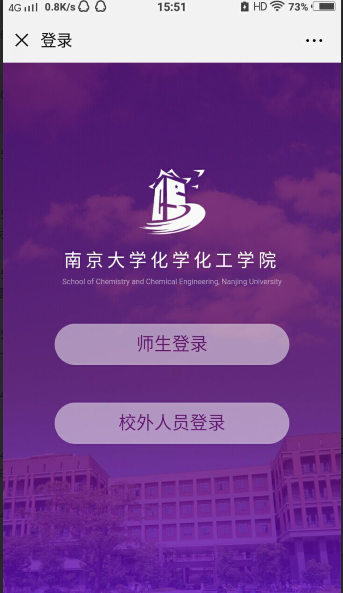 4G 0.8K/s 15:51 HD 73%
登录
南京大学化学化工学院
School of Chemistry and Chemical Engineering, Nanjing University
师生登录
校外人员登录